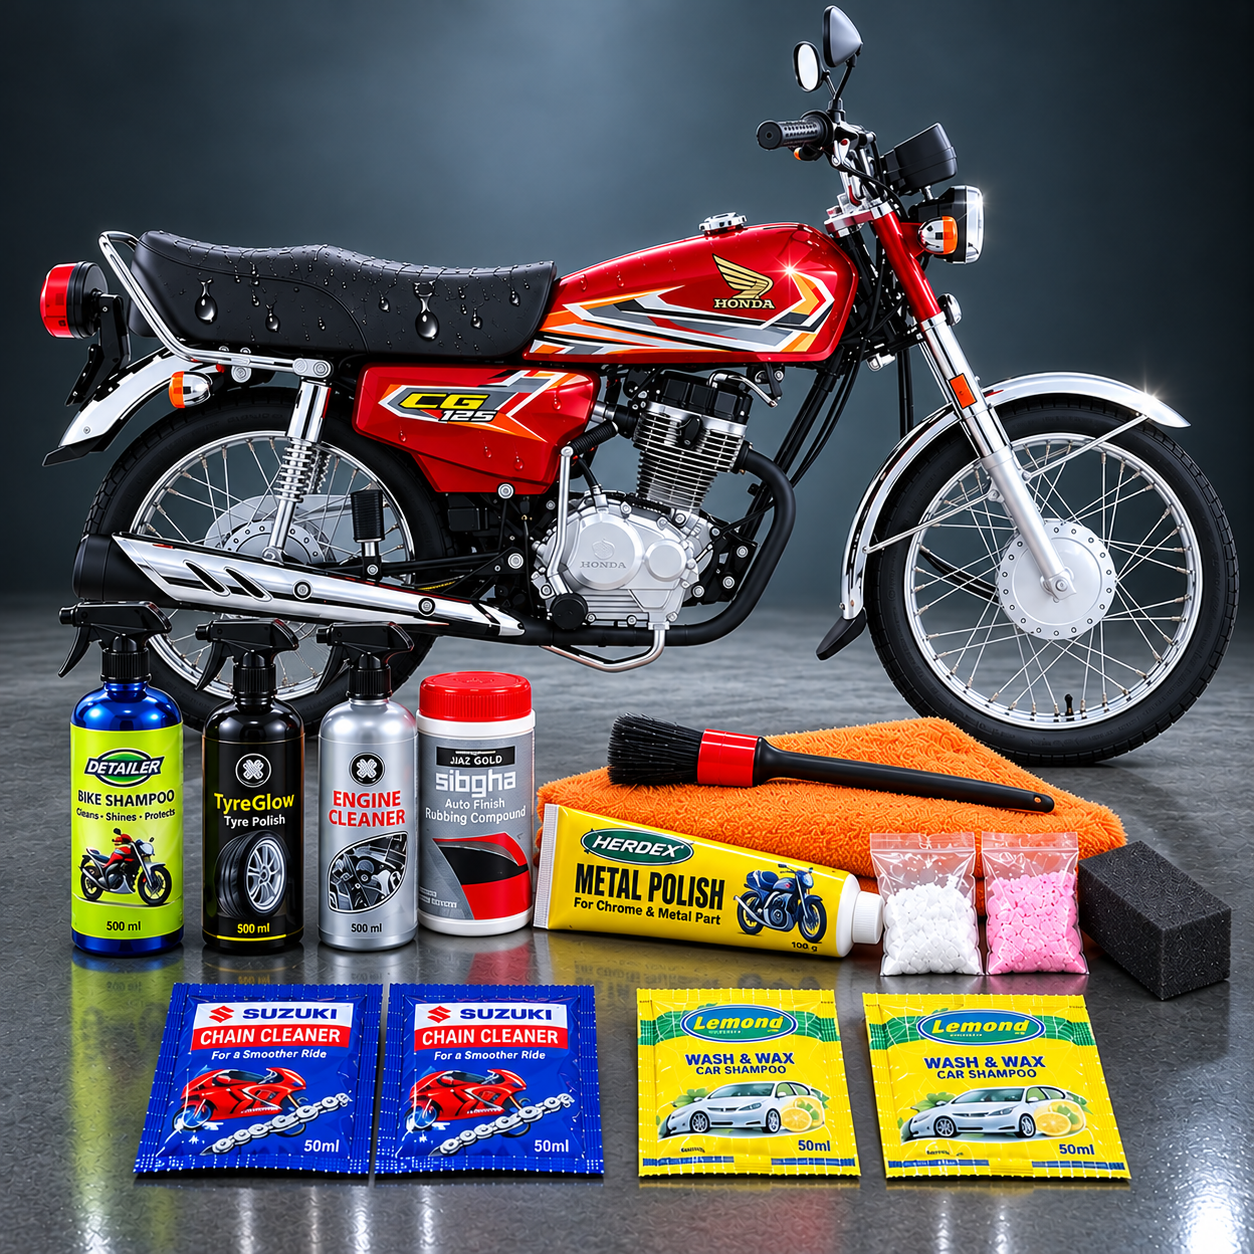 HONDA
CG
125
HONDA
DETAILER
BIKE SHAMPOO
Cleans • Shines • Protects
500 ml
TyreGlow
Tyre Polish
500 ml
ENGINE
CLEANER
500 ml
JIAZ GOLD
sibgha
Auto Finish
Rubbing Compound
HERDEX
METAL POLISH
For Chrome & Metal Part
100 g
SUZUKI
CHAIN CLEANER
For a Smoother Ride
50ml
SUZUKI
CHAIN CLEANER
For a Smoother Ride
50ml
Lemond
WASH & WAX
CAR SHAMPOO
50ml
Lemond
WASH & WAX
CAR SHAMPOO
50ml